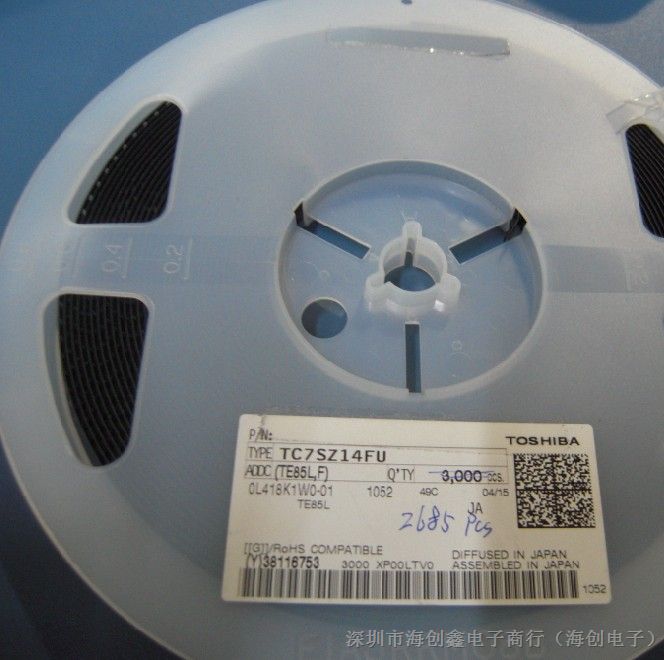 0.4
0.2
P/N:
TOSHIBA
TYPE TC7SZ14FU
ADDC (TE85L,F) Q'TY 3,000 PCS.
0L418K1W0-01 1052 49C 04/15
TE85L
JA
2685 Pcs
[[G]]/RoHS COMPATIBLE DIFFUSED IN JAPAN
(Y)38116753 3000 XP00LTV0 ASSEMBLED IN JAPAN
1052
深圳市海创鑫电子商行（海创电子）